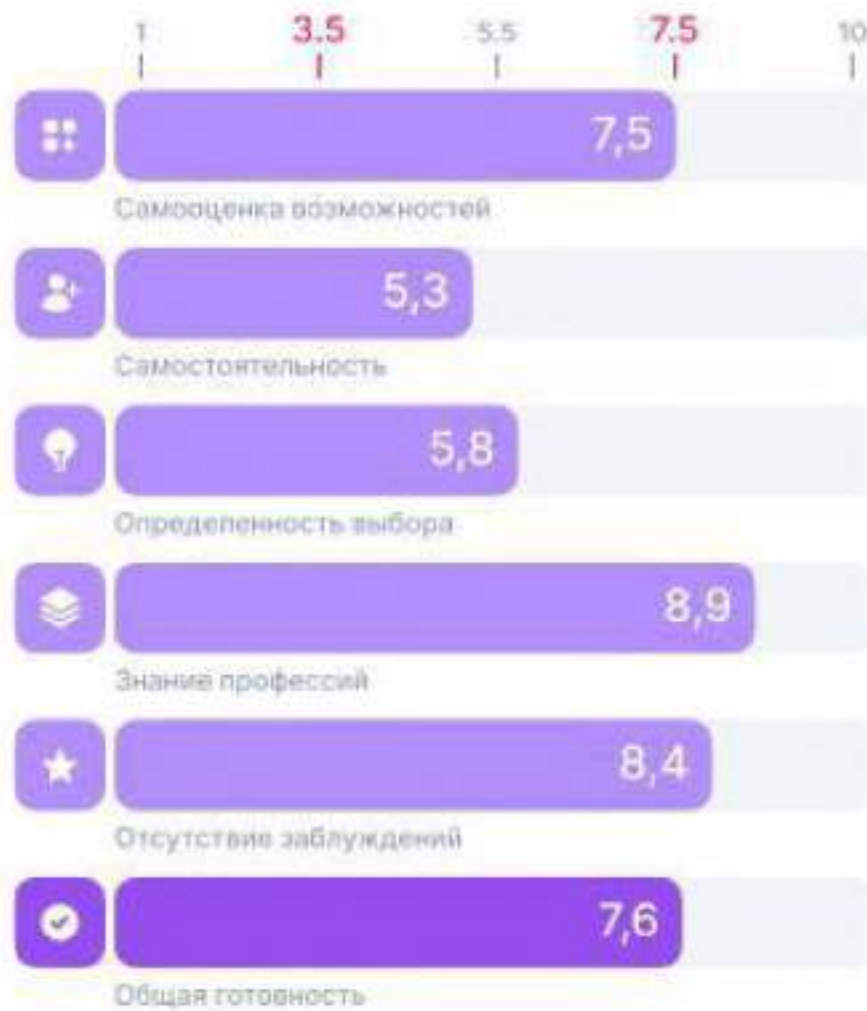 1 3.5 5.5 7.5 10
7,5
Самооценка возможностей
5,3
Самостоятельность
5,8
Определенность выбора
8,9
Знание профессий
8,4
Отсутствие заблуждений
7,6
Общая готовность